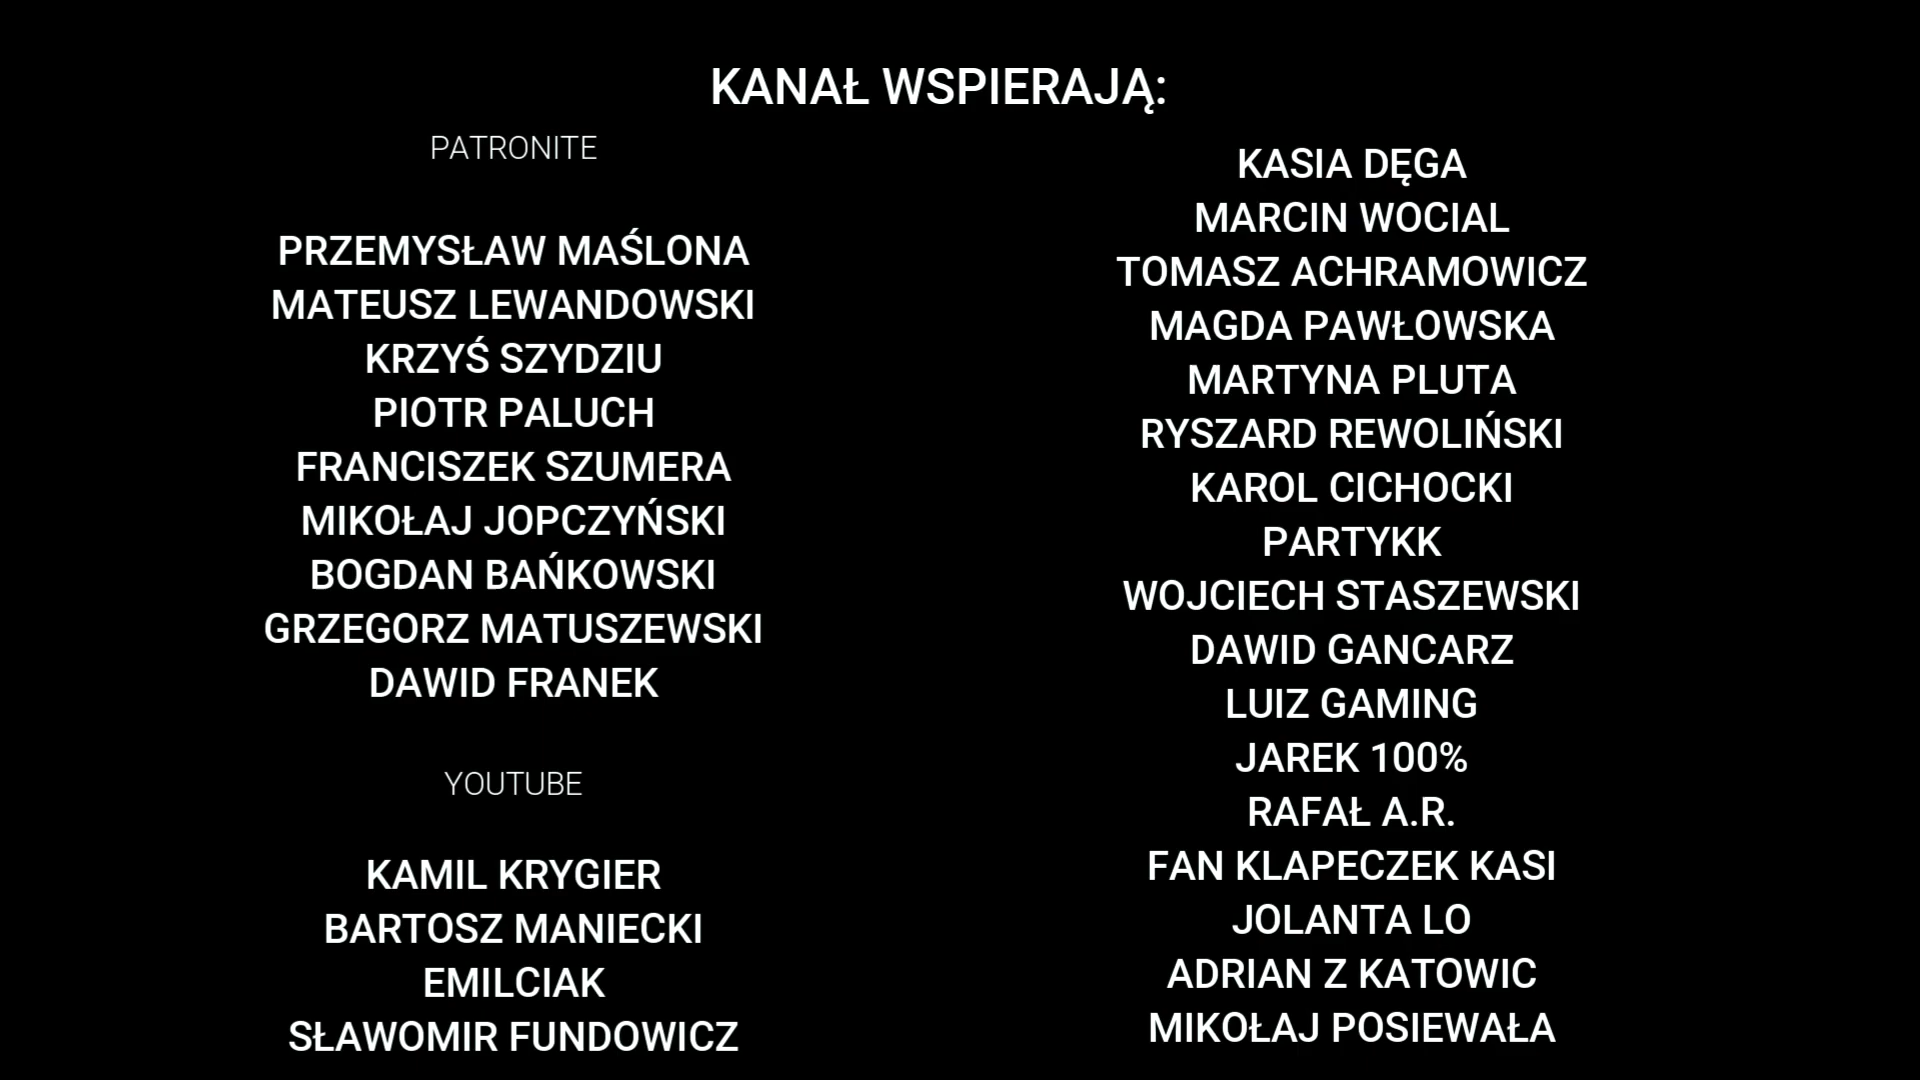 KANAŁ WSPIERAJĄ:
PATRONITE
PRZEMYSŁAW MAŚLONA
MATEUSZ LEWANDOWSKI
KRZYŚ SZYDZIU
PIOTR PALUCH
FRANCISZEK SZUMERA
MIKOŁAJ JOPCZYŃSKI
BOGDAN BAŃKOWSKI
GRZEGORZ MATUSZEWSKI
DAWID FRANEK
YOUTUBE
KAMIL KRYGIER
BARTOSZ MANIECKI
EMILCIAK
SŁAWOMIR FUNDOWICZ
KASIA DĘGA
MARCIN WOCIAL
TOMASZ ACHRAMOWICZ
MAGDA PAWŁOWSKA
MARTYNA PLUTA
RYSZARD REWOLIŃSKI
KAROL CICHOCKI
PARTYKK
WOJCIECH STASZEWSKI
DAWID GANCARZ
LUIZ GAMING
JAREK 100%
RAFAŁ A.R.
FAN KLAPECZEK KASI
JOLANTA LO
ADRIAN Z KATOWIC
MIKOŁAJ POSIEWAŁA